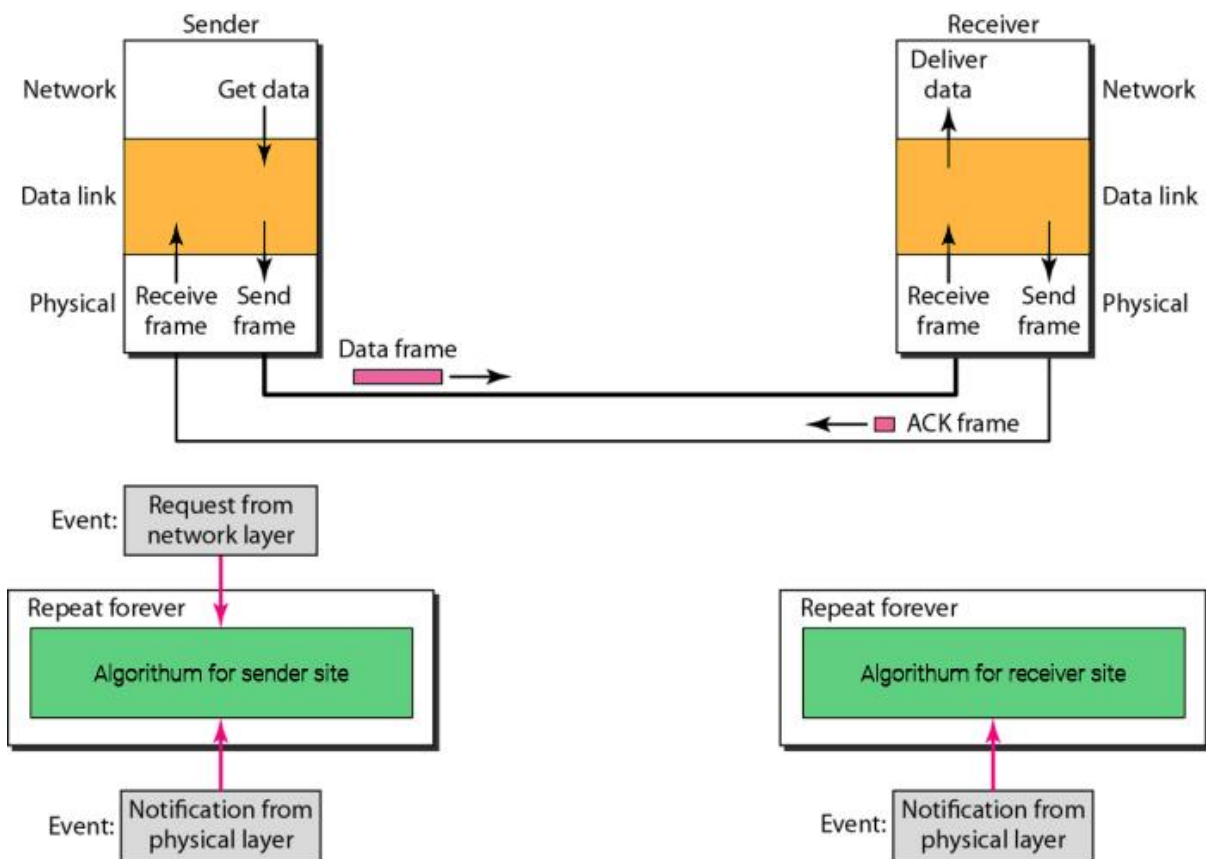 Sender
Receiver
Network
Get data
Deliver
data
Network
Data link
Data link
Physical
Receive
frame
Send
frame
Receive
frame
Send
frame
Physical
Data frame
ACK frame
Event:
Request from
network layer
Repeat forever
Algorithum for sender site
Repeat forever
Algorithum for receiver site
Event:
Notification from
physical layer
Event:
Notification from
physical layer